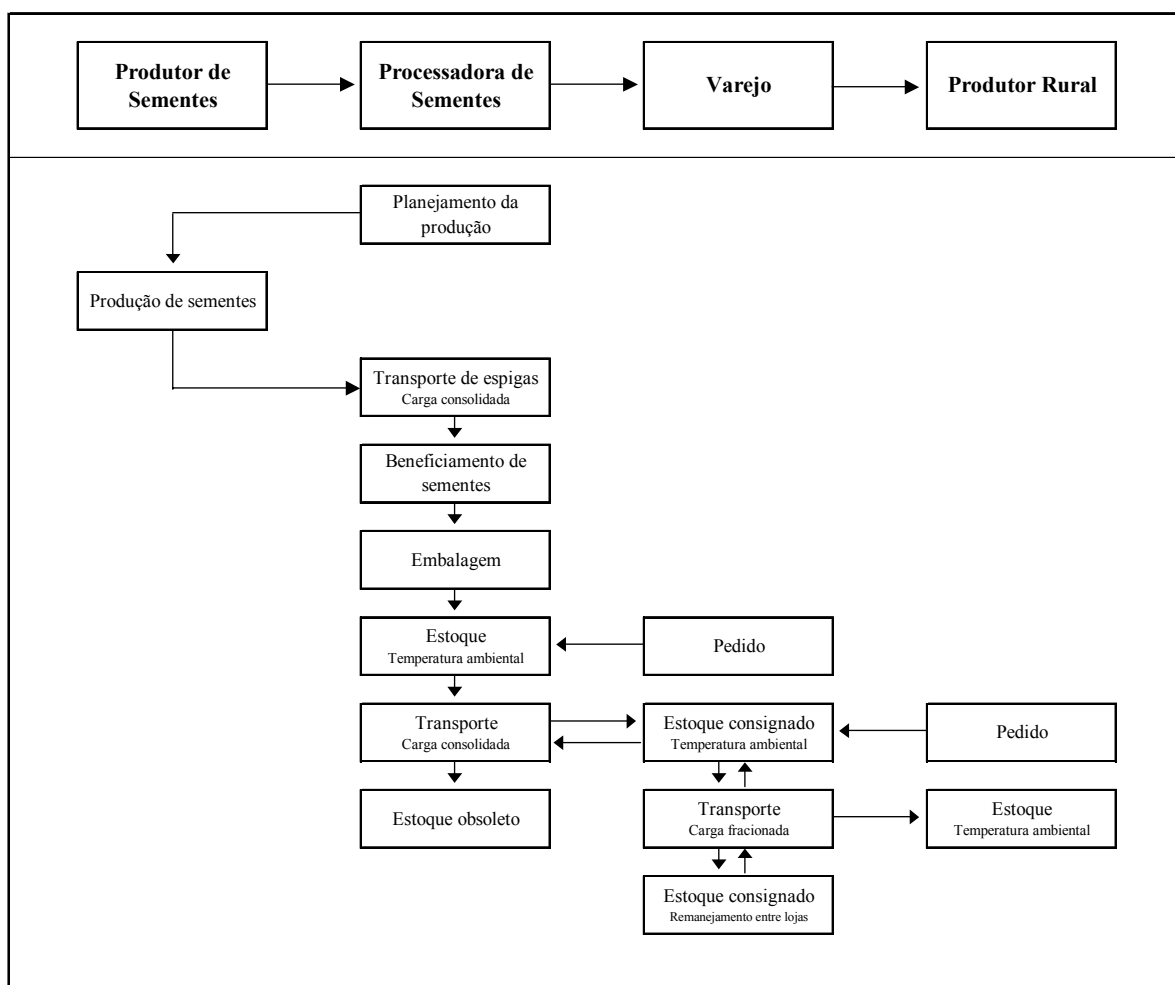 Produtor de
Sementes
Processadora de
Sementes
Varejo
Produtor Rural
Planejamento da
produção
Produção de sementes
Transporte de espigas
Carga consolidada
Beneficiamento de
sementes
Embalagem
Estoque
Temperatura ambiental
Pedido
Transporte
Carga consolidada
Estoque consignado
Temperatura ambiental
Pedido
Estoque obsoleto
Transporte
Carga fracionada
Estoque
Temperatura ambiental
Estoque consignado
Remanejamento entre lojas